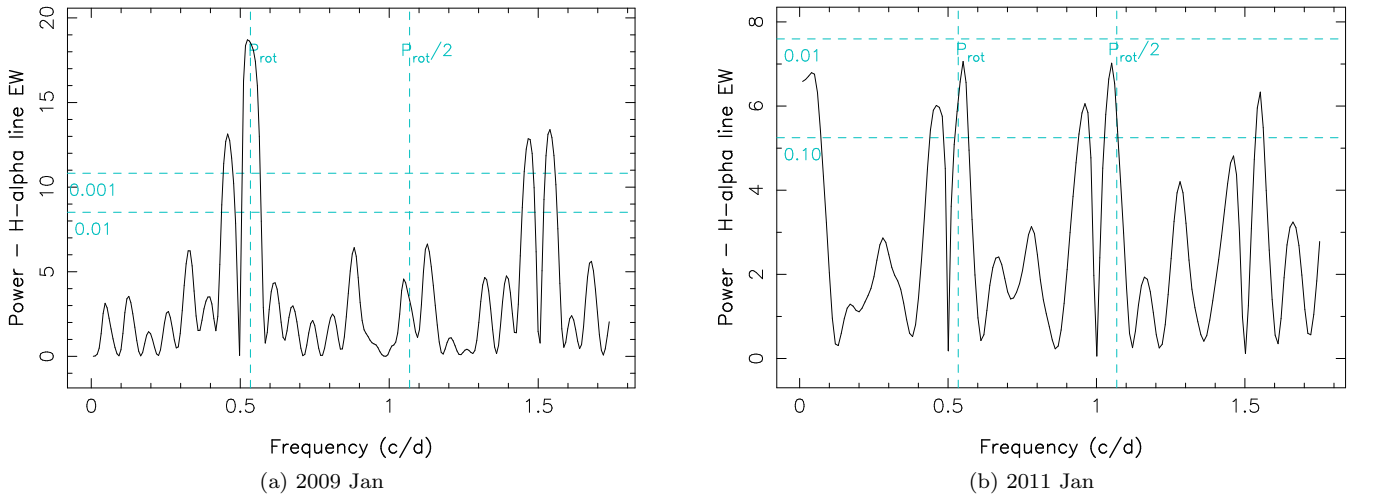 20
15
10
5
0
Power – H-alpha line EW
P_rot
P_rot/2
0.001
0.01
0 0.5 1 1.5
Frequency (c/d)
(a) 2009 Jan
8
6
4
2
0
Power – H-alpha line EW
P_rot
P_rot/2
0.01
0.10
0 0.5 1 1.5
Frequency (c/d)
(b) 2011 Jan